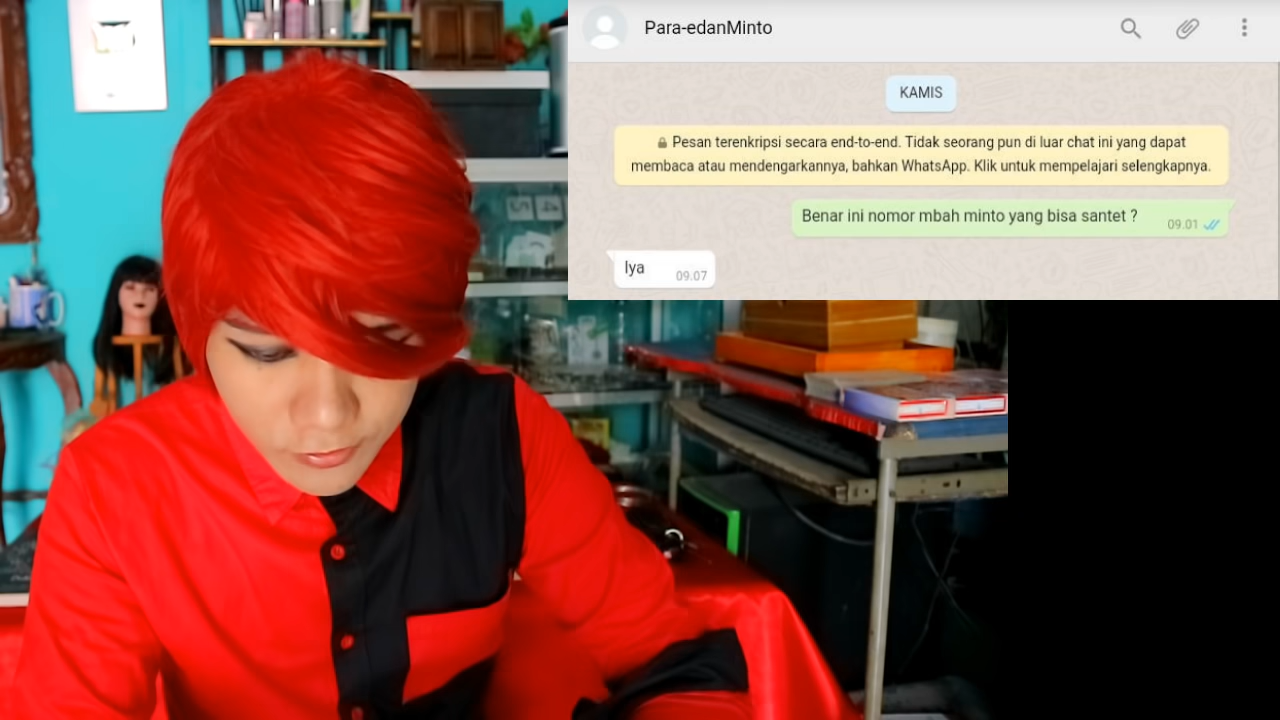 Para-edanMinto
KAMIS
Pesan terenkripsi secara end-to-end. Tidak seorang pun di luar chat ini yang dapat
membaca atau mendengarkannya, bahkan WhatsApp. Klik untuk mempelajari selengkapnya.
Benar ini nomor mbah minto yang bisa santet ?
09.01
Iya
09.07